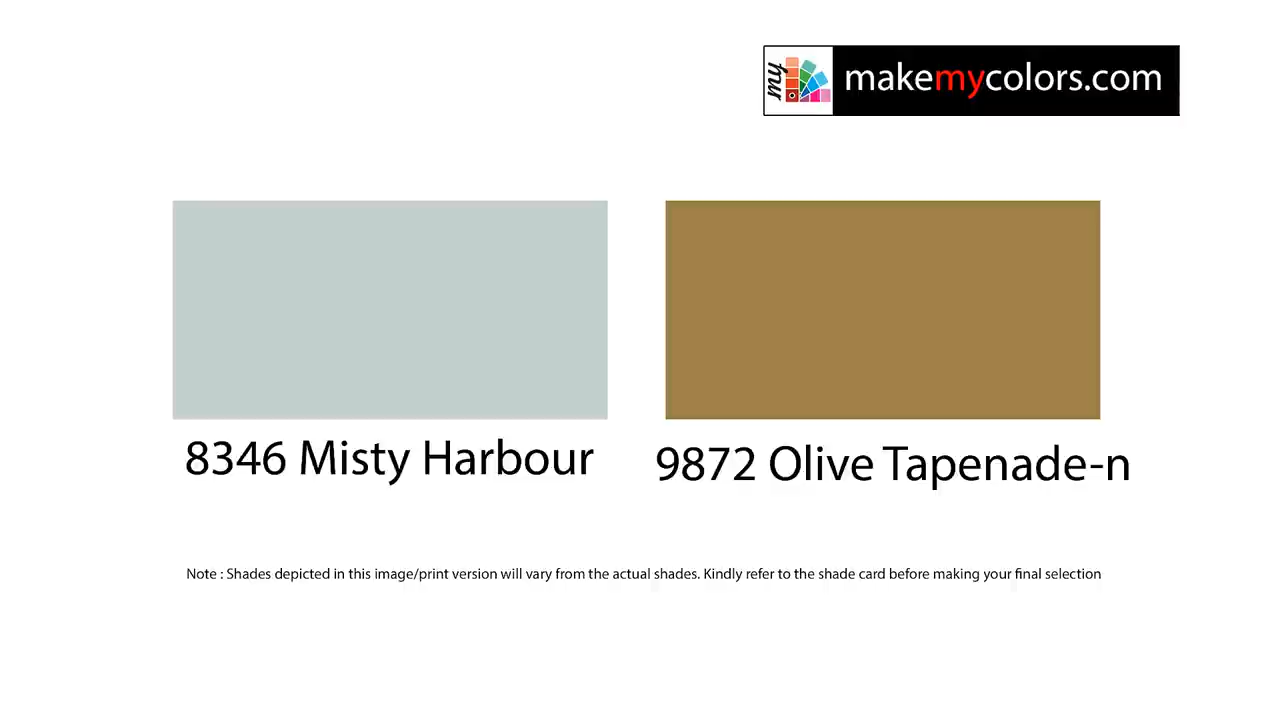 my
makemycolors.com
8346 Misty Harbour
9872 Olive Tapenade-n
Note : Shades depicted in this image/print version will vary from the actual shades. Kindly refer to the shade card before making your final selection